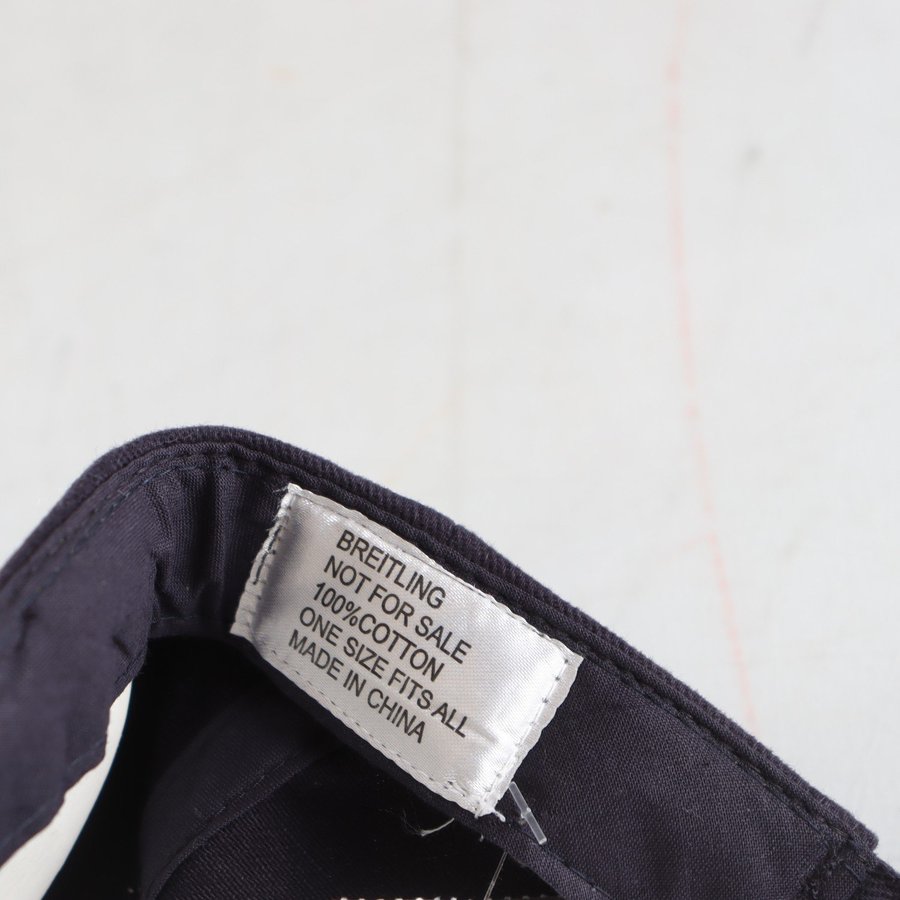 BREITLING
NOT FOR SALE
100%COTTON
ONE SIZE FITS ALL
MADE IN CHINA